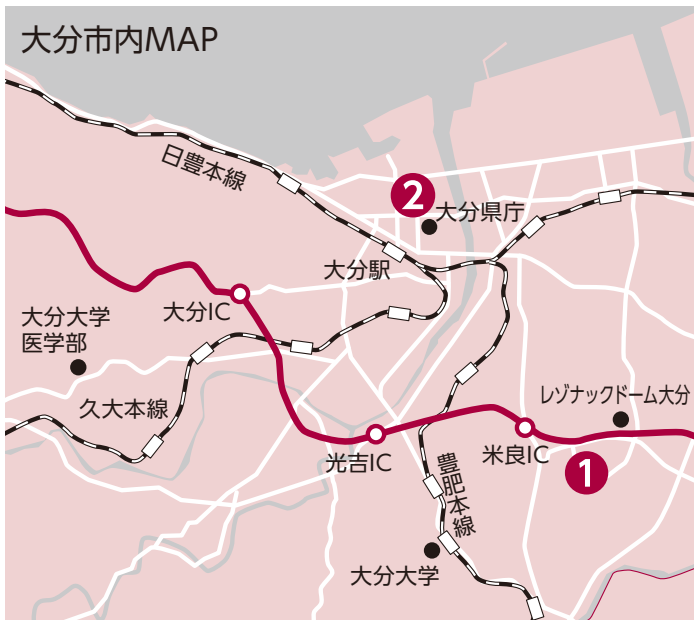 大分市内MAP
日豊本線
2
大分県庁
大分駅
大分IC
大分大学
医学部
久大本線
レゾナックドーム大分
光吉IC
米良IC
1
豊肥本線
大分大学